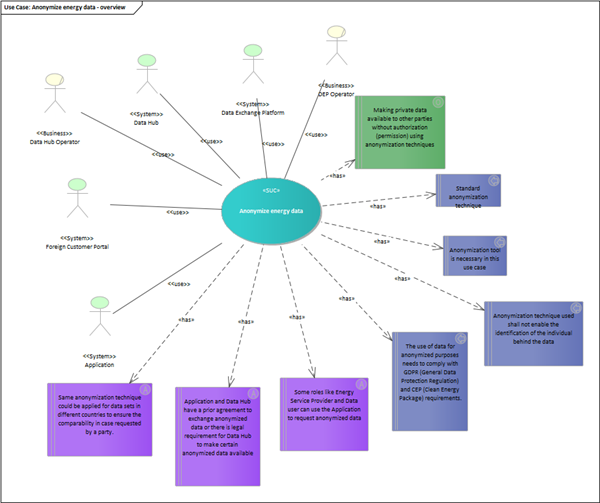 Use Case: Anonymize energy data - overview
<<Business>>
DEP Operator
<<System>>
Data Exchange Platform
<<System>>
Data Hub
<<Business>>
Data Hub Operator
«use»
«use»
«use»
«use»
Making private data
available to other parties
without authorization
(permission) using
anonymization techniques
«has»
«SUC»
Anonymize energy data
Standard
anonymization
technique
«has»
<<System>>
Foreign Customer Portal
«use»
Anonymization tool
is necessary in this
use case
«has»
«use»
Anonymization technique used
shall not enable the
identification of the individual
behind the data
«has»
<<System>>
Application
«has»
«has»
«has»
«has»
The use of data for
anonymized purposes
needs to comply with
GDPR (General Data
Protection Regulation)
and CEP (Clean Energy
Package) requirements.
Same anonymization technique
could be applied for data sets in
different countries to ensure the
comparability in case requested
by a party.
Application and Data Hub
have a prior agreement to
exchange anonymized
data or there is legal
requirement for Data Hub
to make certain
anonymized data available
Some roles like Energy
Service Provider and Data
user can use the Application
to request anonymized data